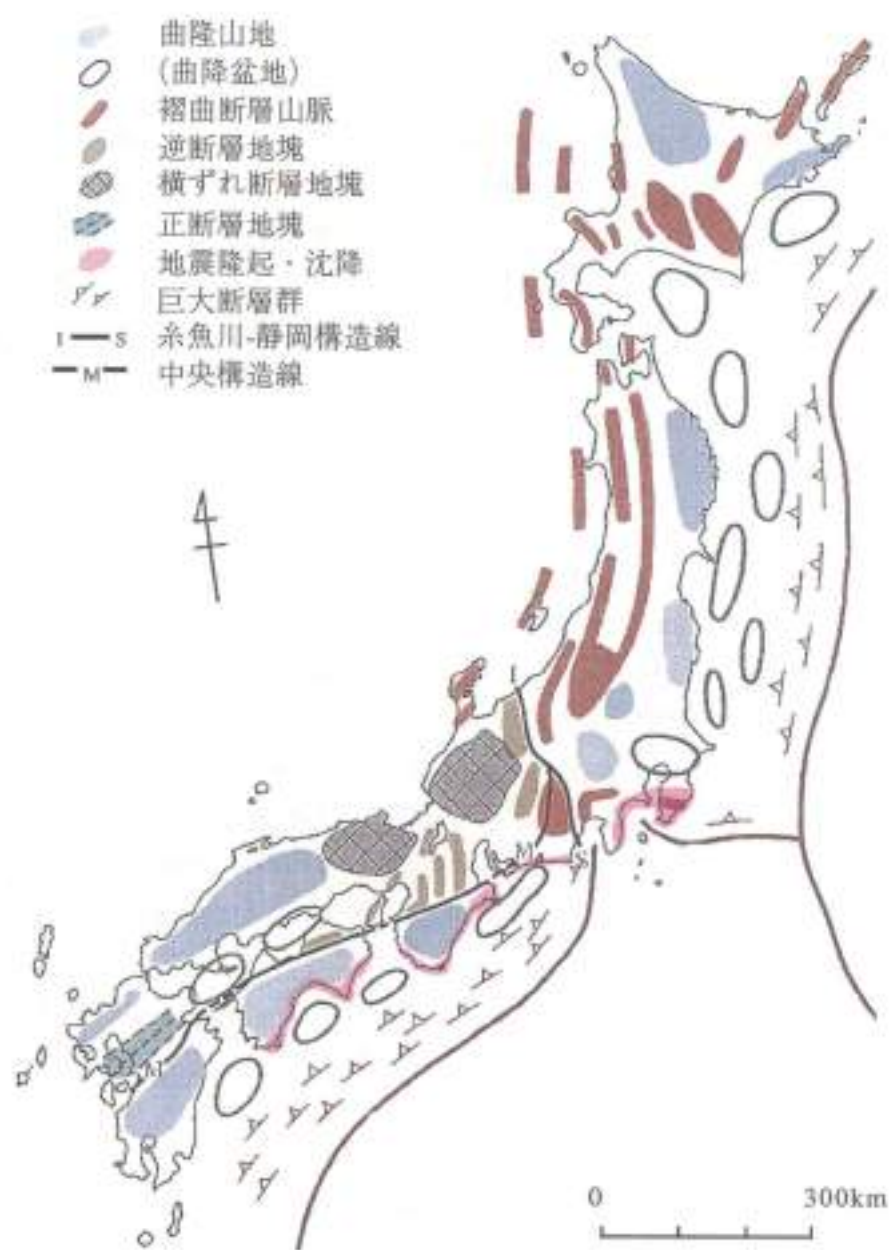 曲隆山地
(曲降盆地)
褶曲断層山脈
逆断層地塊
横ずれ断層地塊
正断層地塊
地震隆起・沈降
巨大断層群
I S 糸魚川-静岡構造線
M 中央構造線
I
M
S
M
0 300km